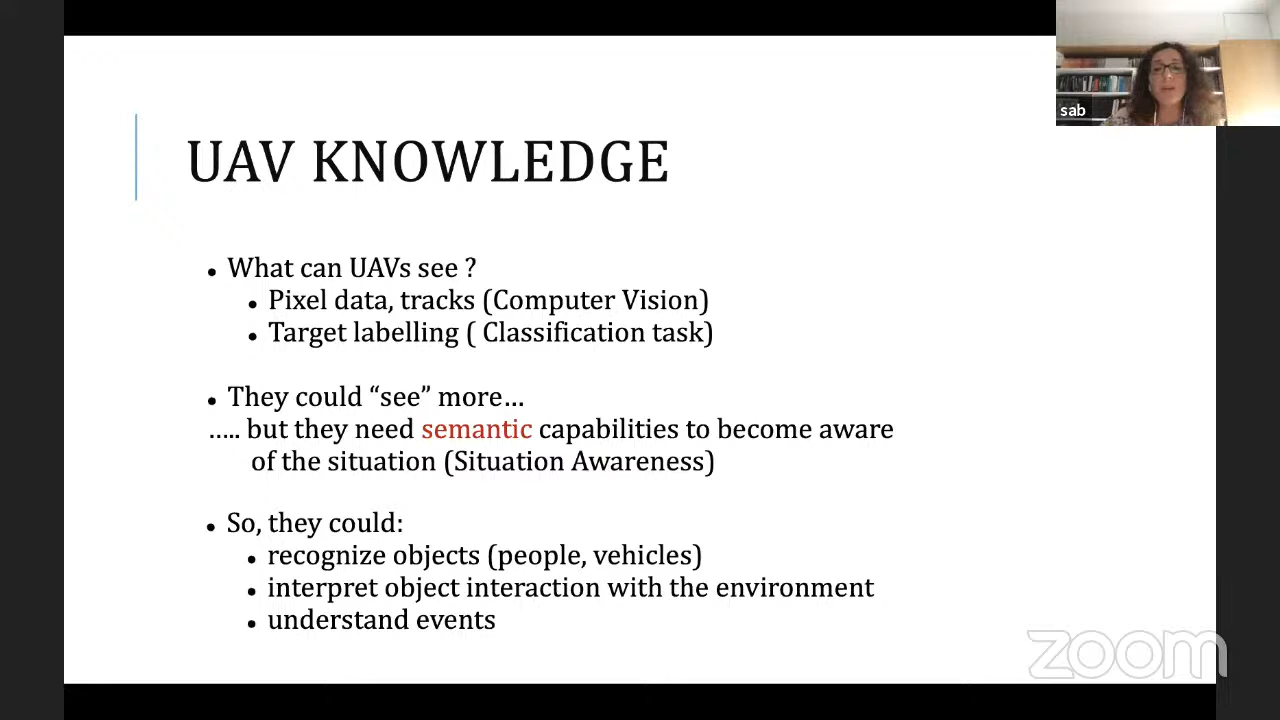 sab
UAV KNOWLEDGE
• What can UAVs see ?
• Pixel data, tracks (Computer Vision)
• Target labelling ( Classification task)
• They could “see” more…
….. but they need semantic capabilities to become aware
of the situation (Situation Awareness)
• So, they could:
• recognize objects (people, vehicles)
• interpret object interaction with the environment
• understand events
zoom